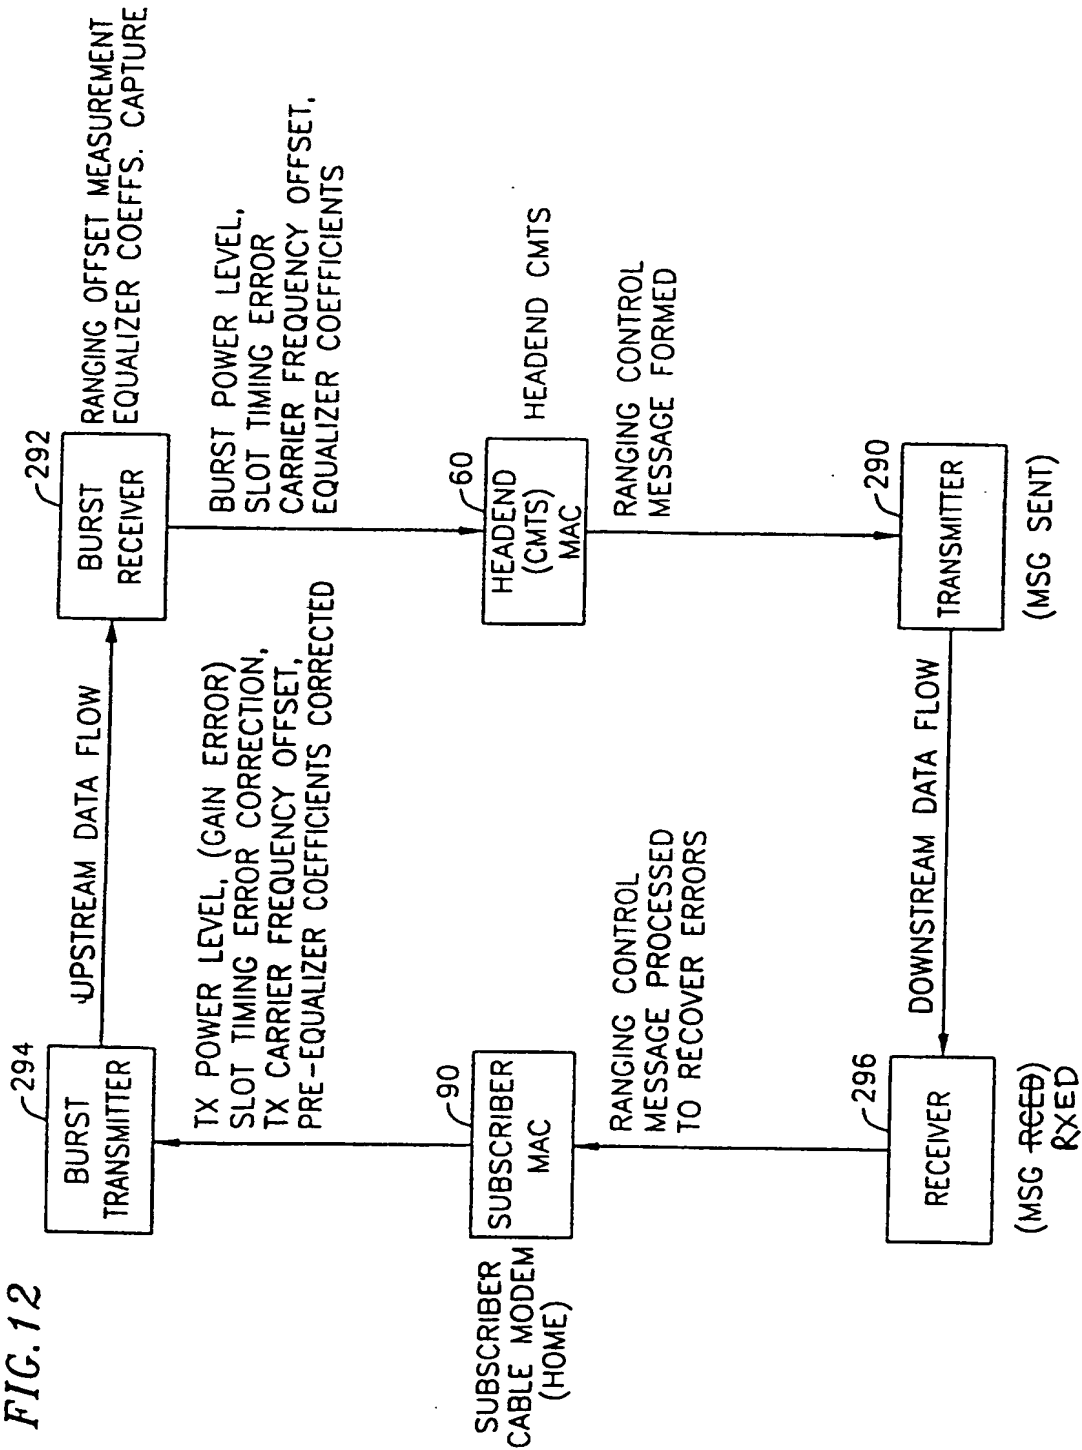 FIG. 12
294
BURST
TRANSMITTER
UPSTREAM DATA FLOW
292
BURST
RECEIVER
RANGING OFFSET MEASUREMENT
EQUALIZER COEFFS. CAPTURE
TX POWER LEVEL, (GAIN ERROR)
SLOT TIMING ERROR CORRECTION,
TX CARRIER FREQUENCY OFFSET,
PRE-EQUALIZER COEFFICIENTS CORRECTED
BURST POWER LEVEL,
SLOT TIMING ERROR
CARRIER FREQUENCY OFFSET,
EQUALIZER COEFFICIENTS
SUBSCRIBER
CABLE MODEM
(HOME)
90
SUBSCRIBER
MAC
60
HEADEND
(CMTS)
MAC
HEADEND CMTS
RANGING CONTROL
MESSAGE PROCESSED
TO RECOVER ERRORS
RANGING CONTROL
MESSAGE FORMED
296
RECEIVER
(MSG RCED)
RXED
DOWNSTREAM DATA FLOW
290
TRANSMITTER
(MSG SENT)